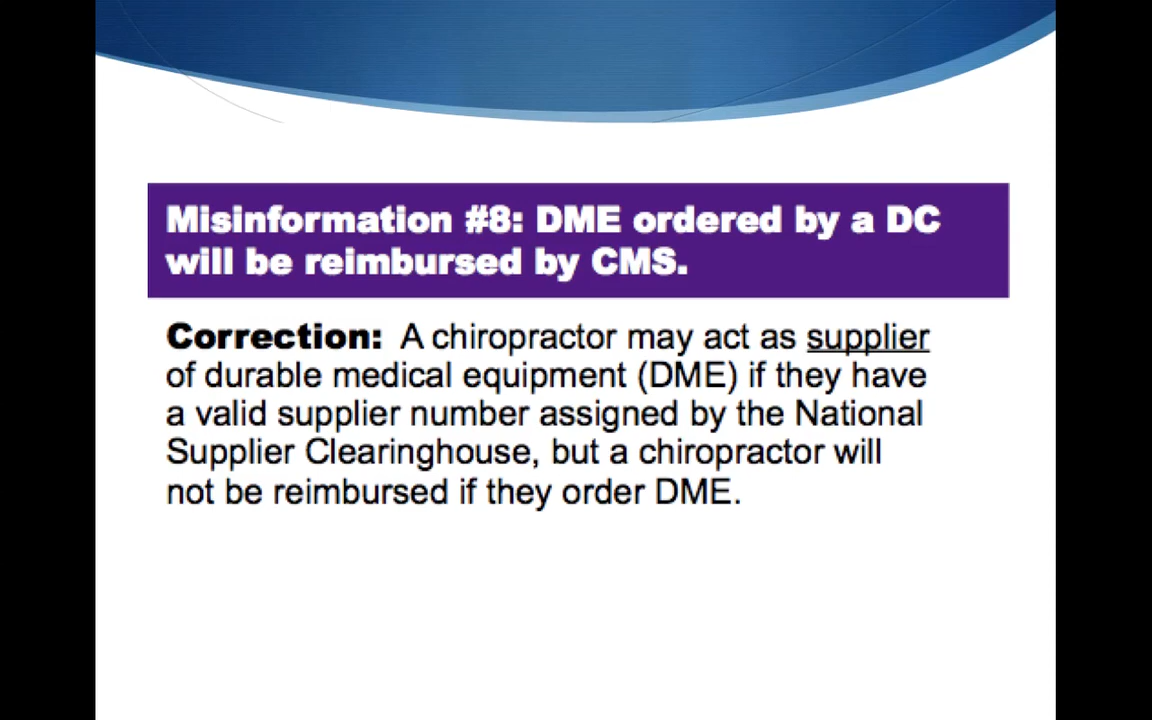 Misinformation #8: DME ordered by a DC
will be reimbursed by CMS.
Correction: A chiropractor may act as supplier
of durable medical equipment (DME) if they have
a valid supplier number assigned by the National
Supplier Clearinghouse, but a chiropractor will
not be reimbursed if they order DME.